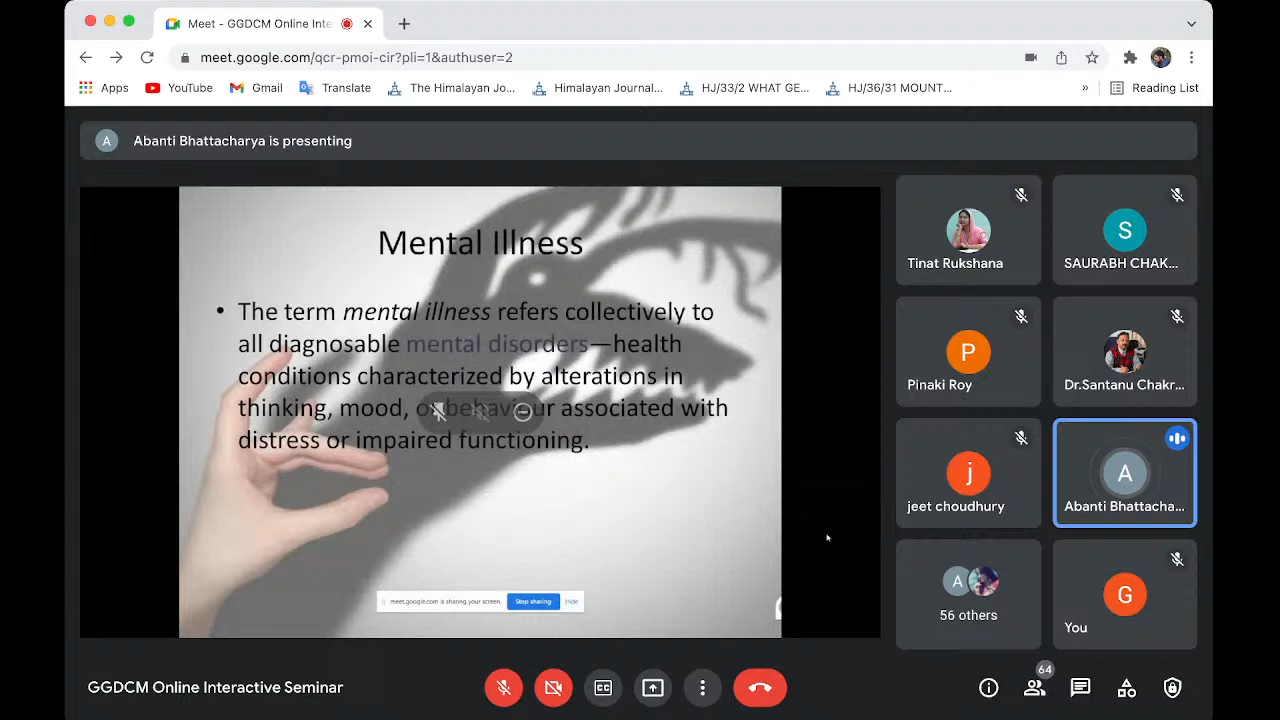 Meet - GGDCM Online Inte
meet.google.com/qcr-pmoi-cir?pli=1&authuser=2
Apps YouTube Gmail Translate The Himalayan Jo... Himalayan Journal... HJ/33/2 WHAT GE... HJ/36/31 MOUNT... » Reading List
A Abanti Bhattacharya is presenting
Mental Illness
• The term mental illness refers collectively to
all diagnosable mental disorders—health
conditions characterized by alterations in
thinking, mood, or behaviour associated with
distress or impaired functioning.
meet.google.com is sharing your screen. Stop sharing Hide
Tinat Rukshana
S
SAURABH CHAK...
P
Pinaki Roy
Dr.Santanu Chakr...
j
jeet choudhury
A
Abanti Bhattacha...
A
56 others
G
You
GGDCM Online Interactive Seminar
64